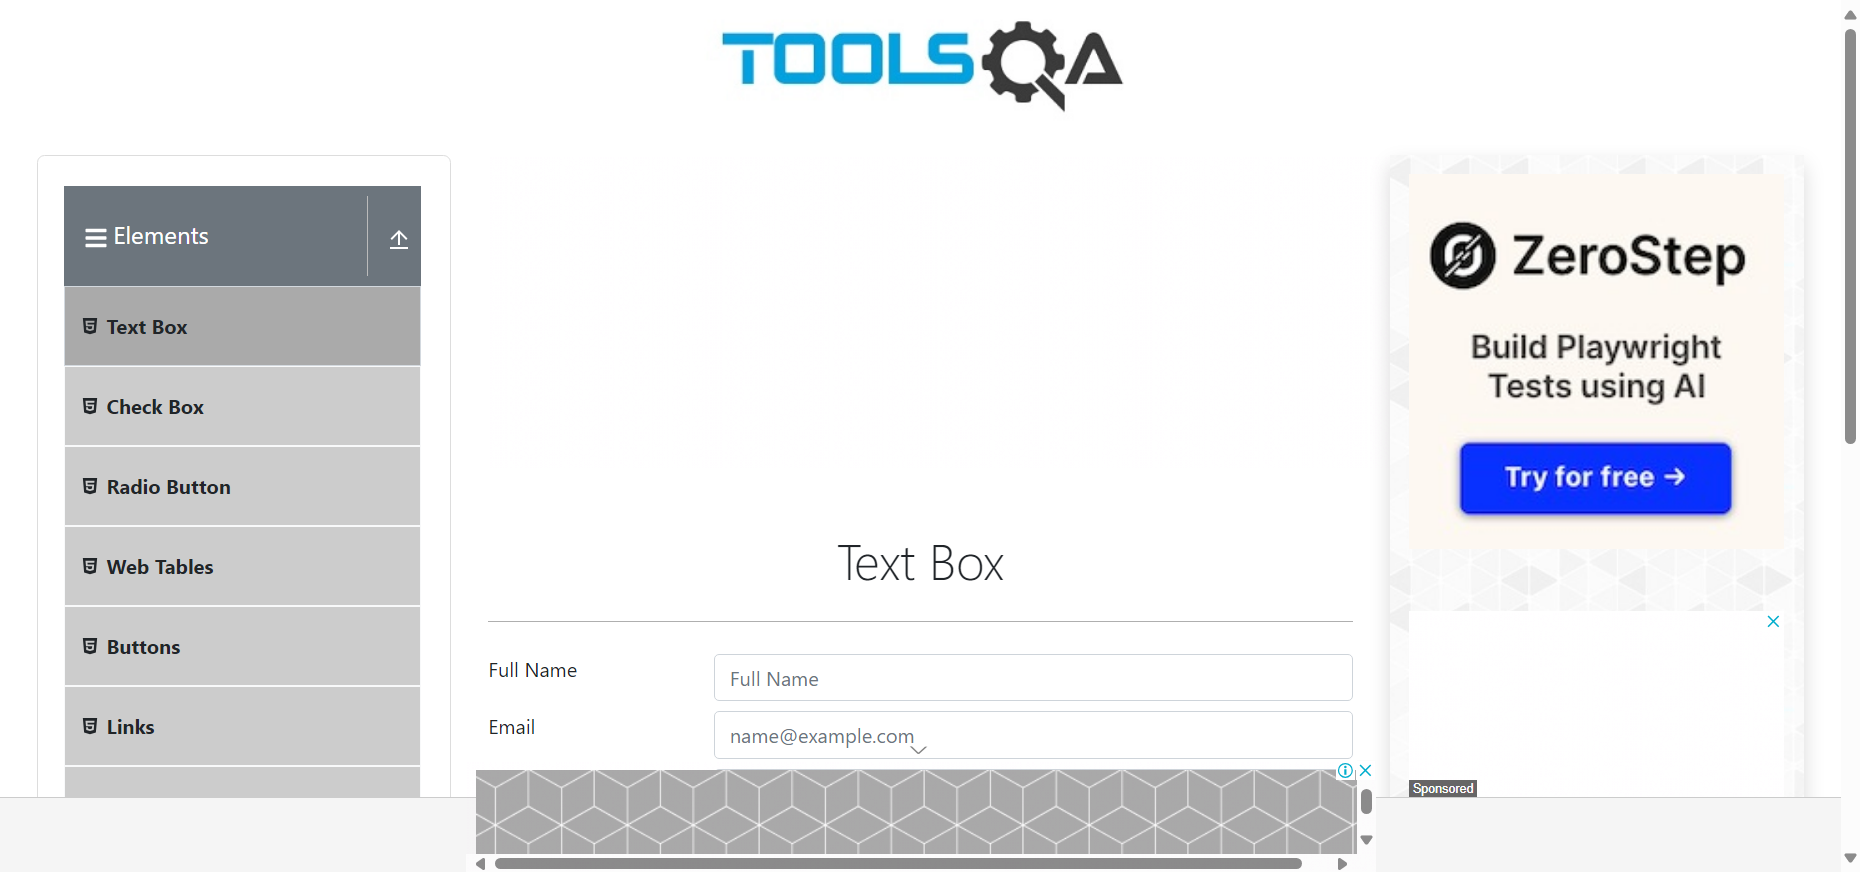 TOOLSQA
Elements
Text Box
Check Box
Radio Button
Web Tables
Buttons
Links
Text Box
Full Name
Full Name
Email
name@example.com
ZeroStep
Build Playwright
Tests using AI
Try for free →
Sponsored